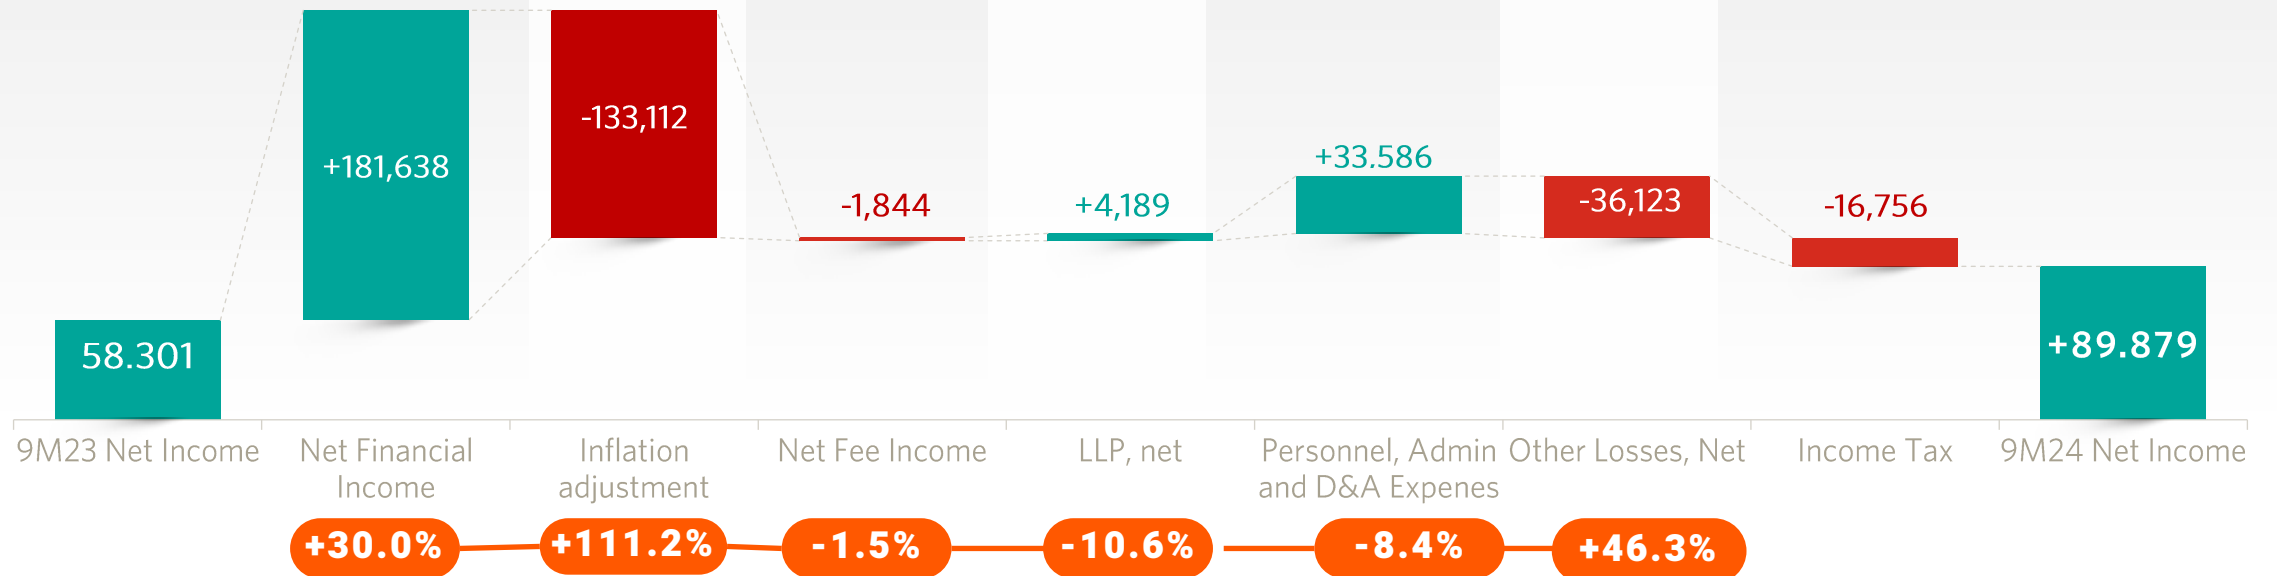 -133,112
+181,638
+33.586
-1,844
+4,189
-36,123
-16,756
58.301
+89.879
9M23 Net Income
Net Financial
Income
Inflation
adjustment
Net Fee Income
LLP, net
Personnel, Admin
and D&A Expenes
Other Losses, Net
Income Tax
9M24 Net Income
+30.0%
+111.2%
-1.5%
-10.6%
-8.4%
+46.3%